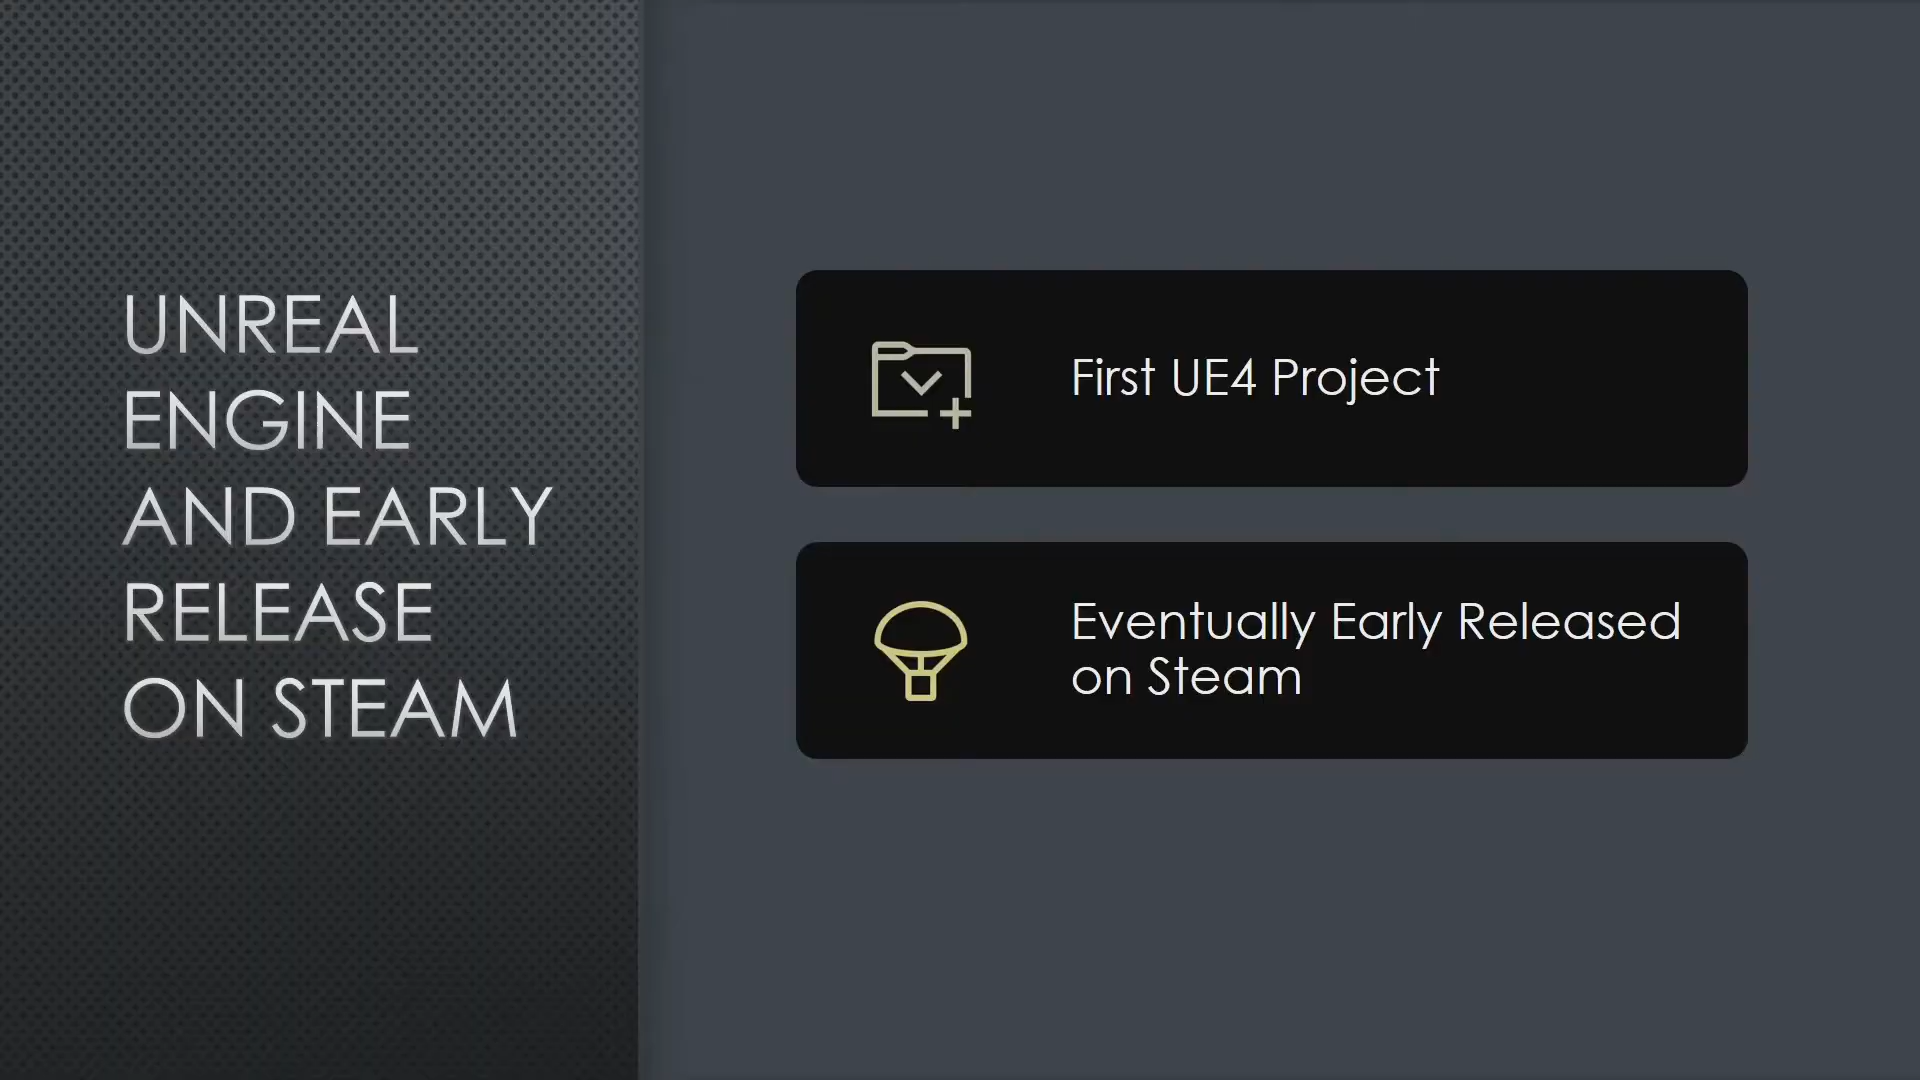 UNREAL
ENGINE
AND EARLY
RELEASE
ON STEAM
First UE4 Project
Eventually Early Released
on Steam